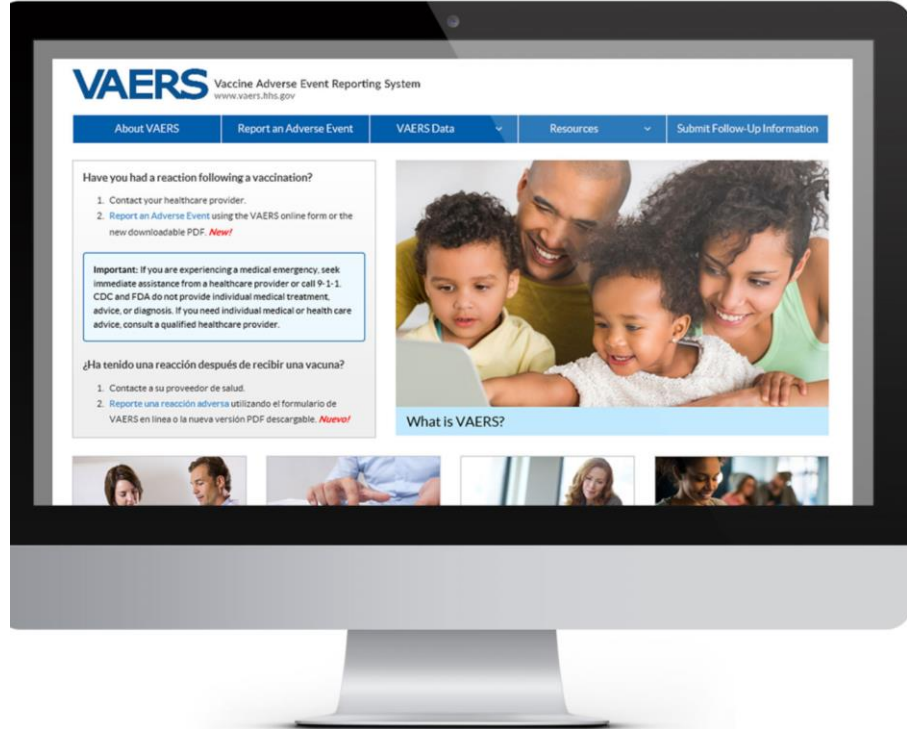 VAERS Vaccine Adverse Event Reporting System
www.vaers.hhs.gov
About VAERS
Report an Adverse Event
VAERS Data
Resources
Submit Follow-Up Information
Have you had a reaction following a vaccination?
1. Contact your healthcare provider.
2. Report an Adverse Event using the VAERS online form or the
new downloadable PDF. New!
Important: If you are experiencing a medical emergency, seek
immediate assistance from a healthcare provider or call 9-1-1.
CDC and FDA do not provide individual medical treatment,
advice, or diagnosis. If you need individual medical or health care
advice, consult a qualified healthcare provider.
¿Ha tenido una reacción después de recibir una vacuna?
1. Contacte a su proveedor de salud.
2. Reporte una reacción adversa utilizando el formulario de
VAERS en línea o la nueva versión PDF descargable. Nuevo!
What is VAERS?